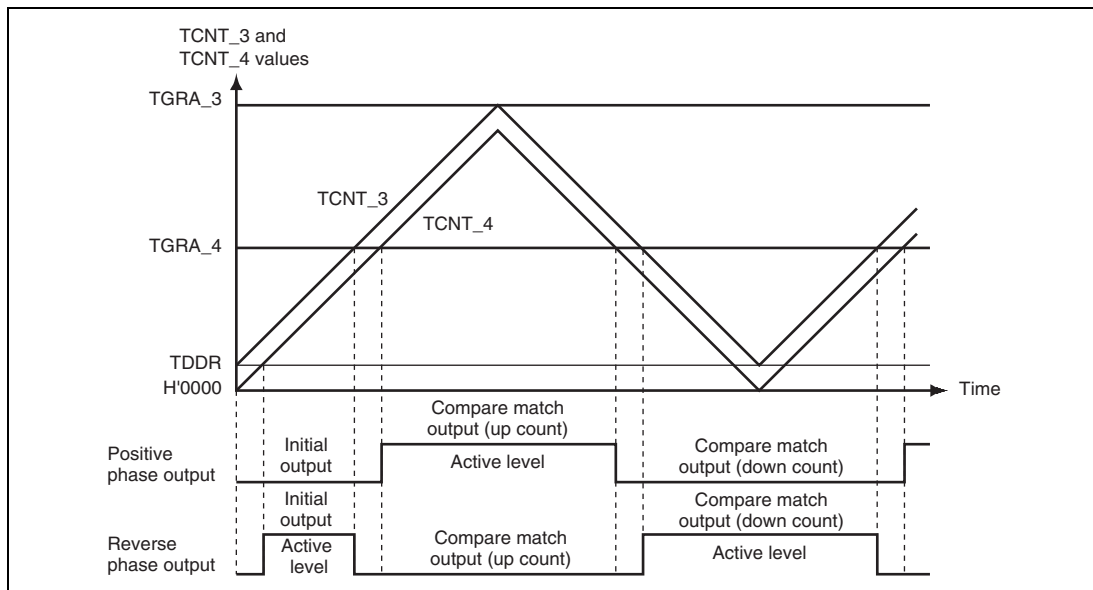 TCNT_3 and
TCNT_4 values
TGRA_3
TCNT_3
TCNT_4
TGRA_4
TDDR
H'0000
Time
Positive
phase output
Initial
output
Compare match
output (up count)
Active level
Compare match
output (down count)
Reverse
phase output
Initial
output
Active
level
Compare match
output (up count)
Compare match
output (down count)
Active level